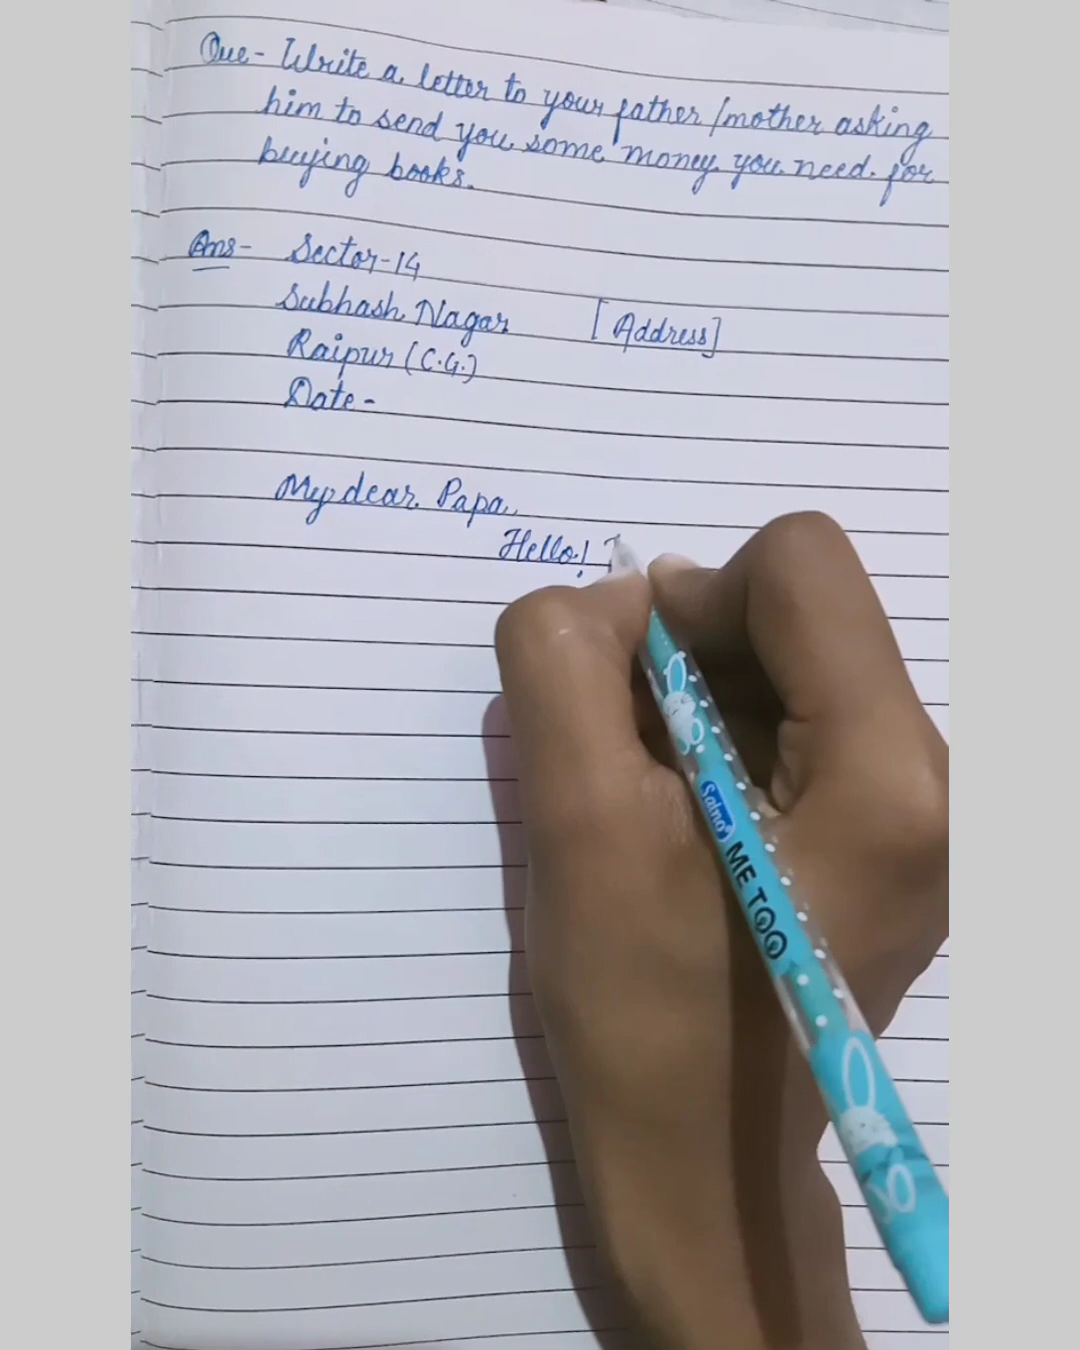 Que- Write a letter to your father/mother asking
him to send you some money you need for
buying books.
Ans- Sector-14
Subhash Nagar [Address]
Raipur (C.G.)
Date-
My dear Papa,
Hello!
Saino
ME TOO